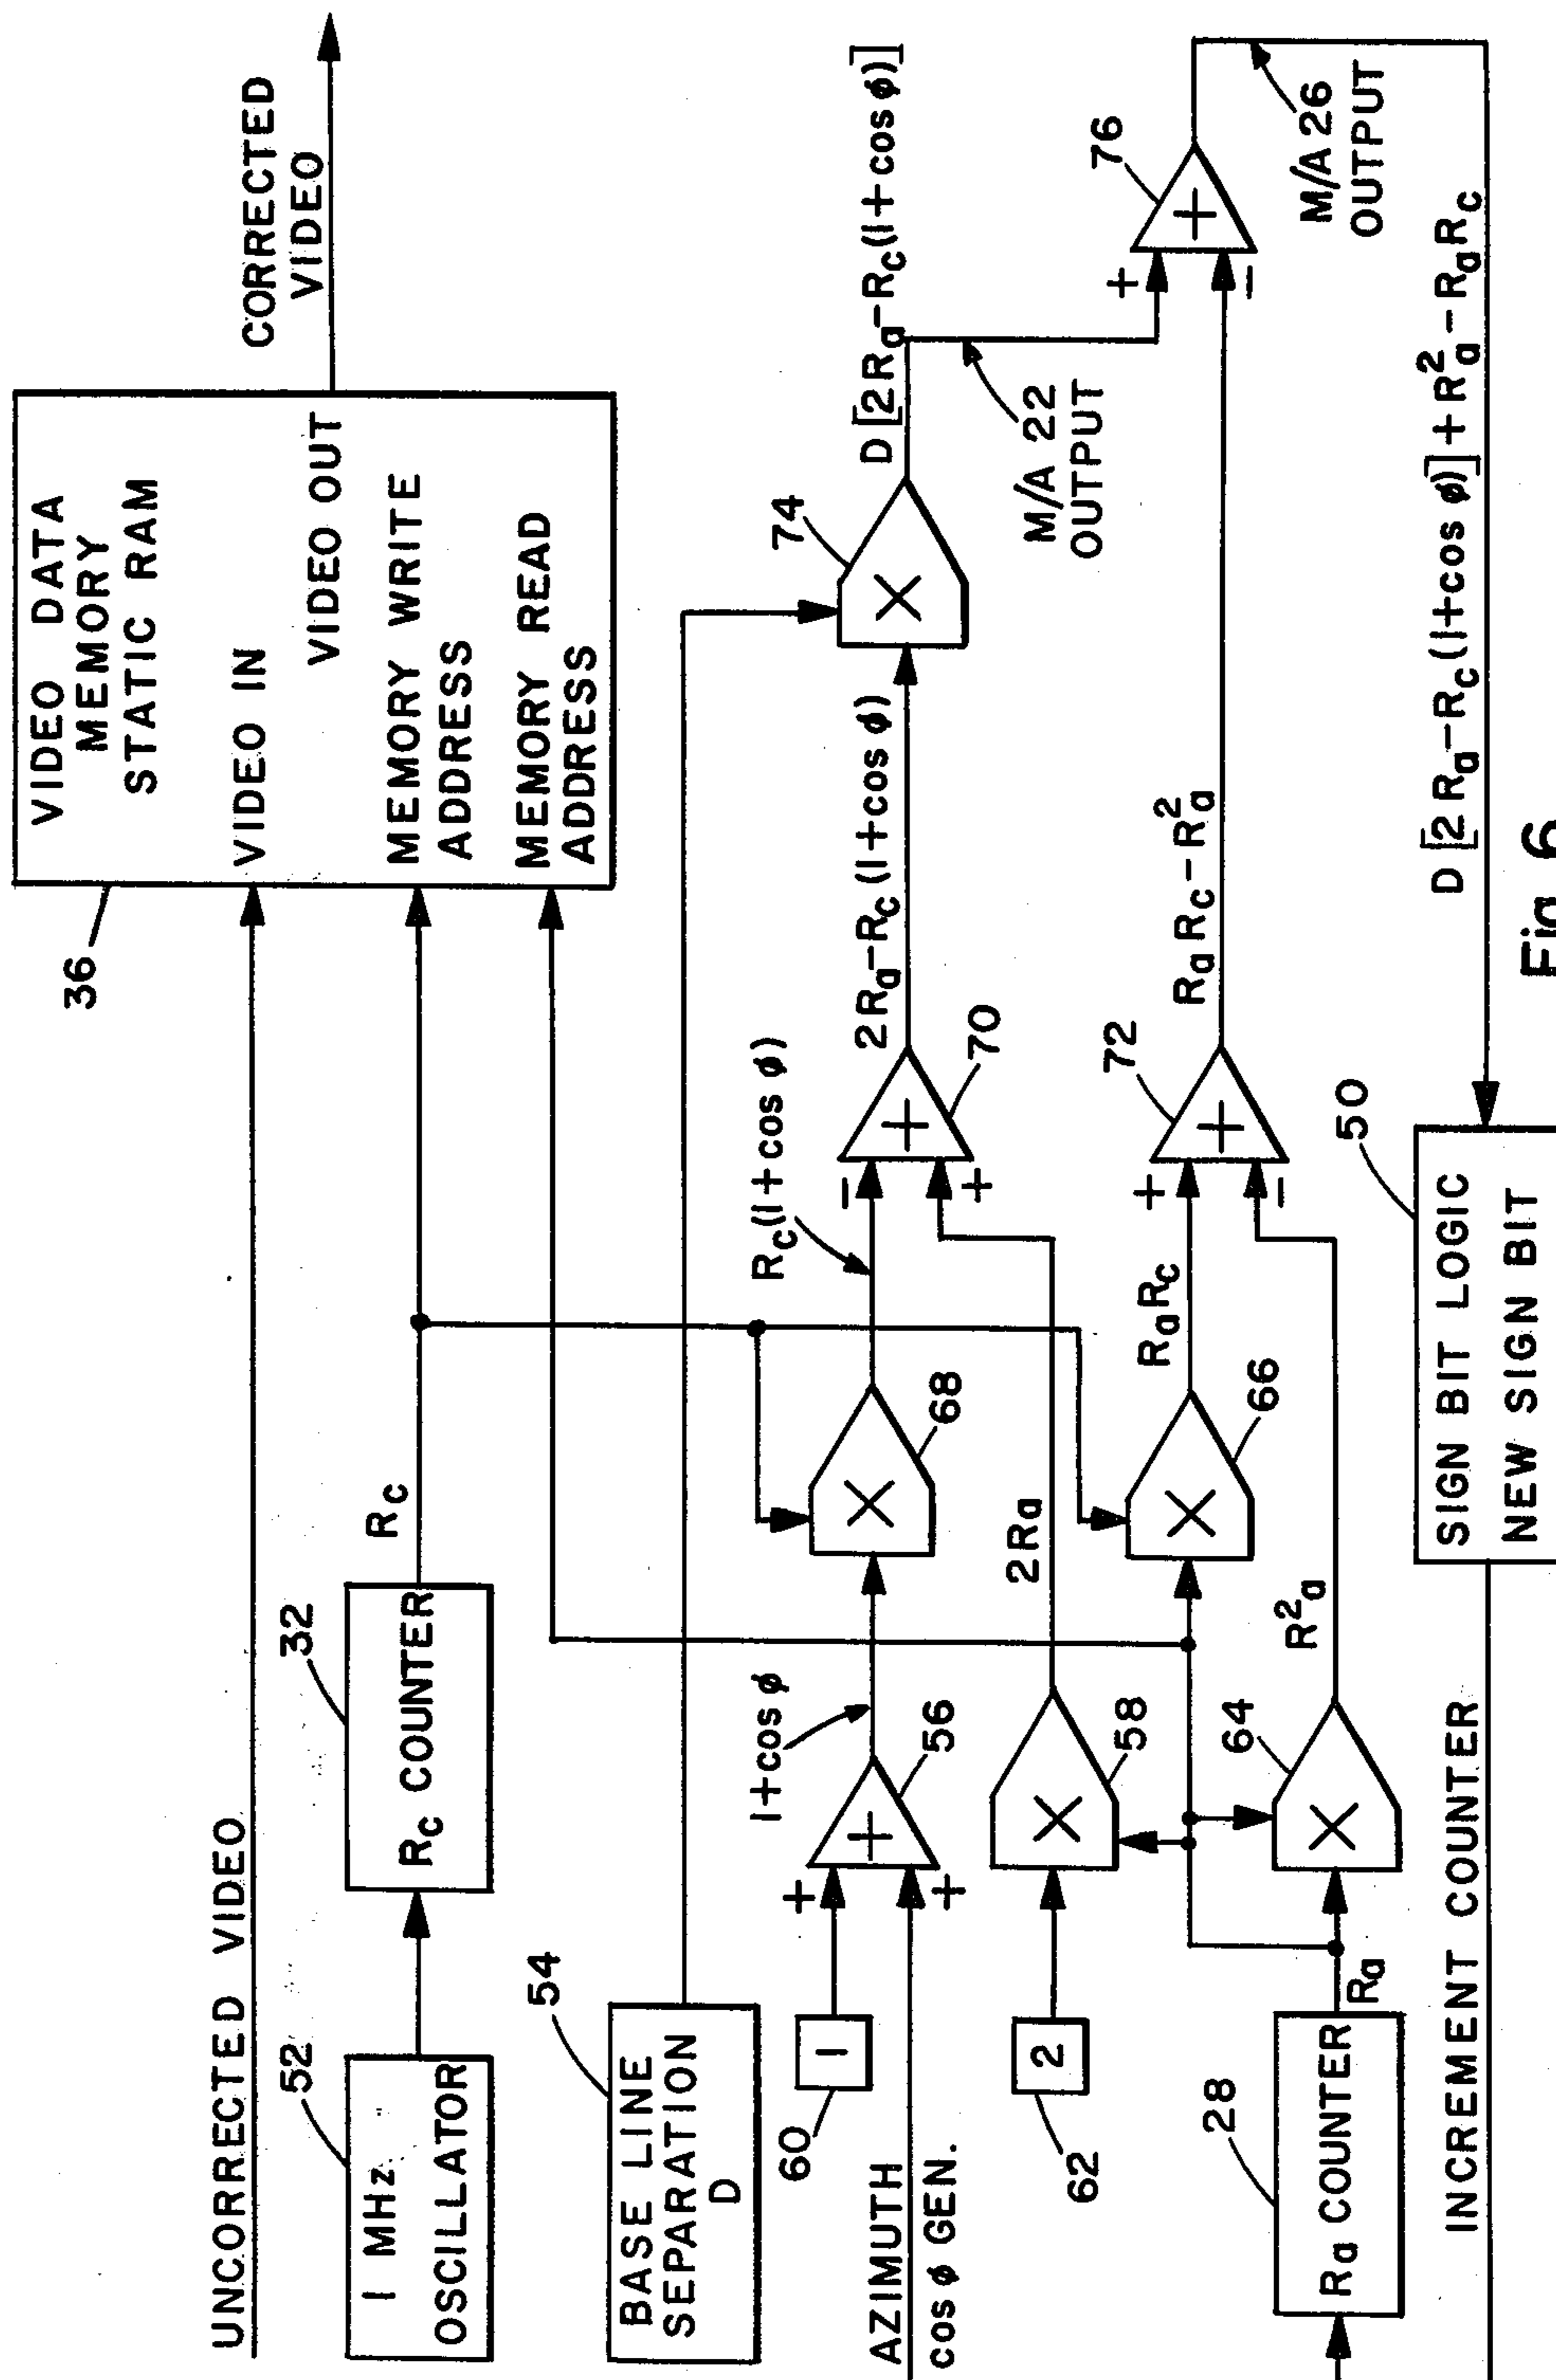 UNCORRECTED VIDEO
52
1 MHz
OSCILLATOR
32
Rc COUNTER
Rc
36
VIDEO DATA
MEMORY
STATIC RAM
VIDEO IN
VIDEO OUT
MEMORY WRITE
ADDRESS
MEMORY READ
ADDRESS
CORRECTED
VIDEO
54
BASE LINE
SEPARATION
D
60
1
AZIMUTH
cos ø GEN.
+
+
+
56
1+cos ø
×
68
Rc(1+cos ø)
−
+
+
70
2Ra−Rc(1+cos ø)
×
74
D[2Ra−Rc(1+cos ø)]
M/A 22
OUTPUT
62
2
×
58
2Ra
28
Ra COUNTER
Ra
×
64
R²a
×
66
RaRc
+
−
+
72
RaRc−R²a
+
−
+
76
M/A 26
OUTPUT
D[2Ra−Rc(1+cos ø)]+R²a−RaRc
50
SIGN BIT LOGIC
NEW SIGN BIT
INCREMENT COUNTER
Fig. 6